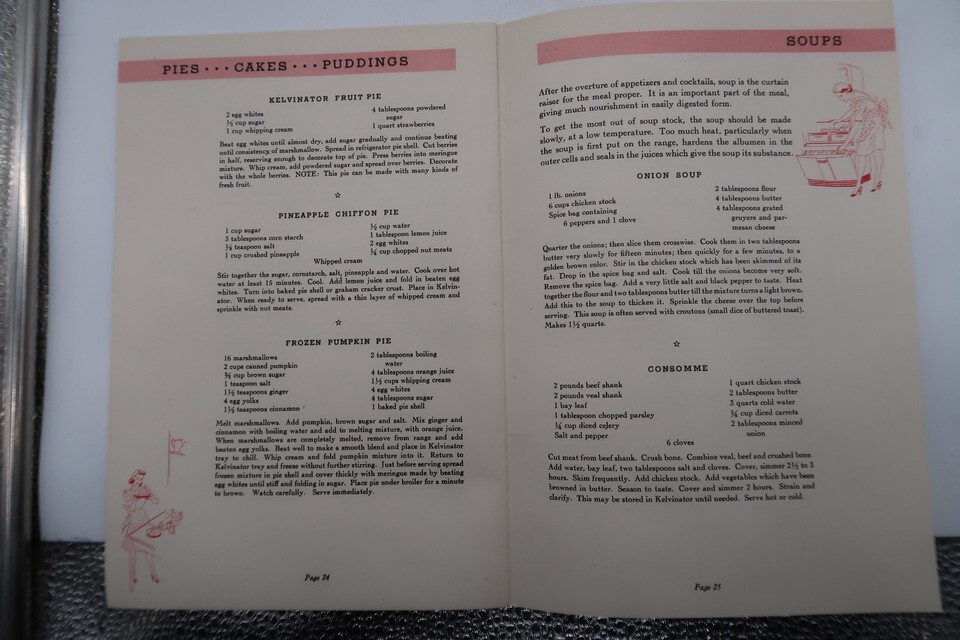 PIES • • • CAKES • • • PUDDINGS
KELVINATOR FRUIT PIE
2 egg whites
½ cup sugar
1 cup whipping cream
4 tablespoons powdered
sugar
1 quart strawberries
Beat egg whites until almost dry, add sugar gradually and continue beating
until consistency of marshmallow. Spread in refrigerator pie shell. Cut berries
in half, reserving enough to decorate top of pie. Press berries into meringue
mixture. Whip cream, add powdered sugar and spread over berries. Decorate
with the whole berries. NOTE: This pie can be made with many kinds of
fresh fruit.
☆
PINEAPPLE CHIFFON PIE
1 cup sugar
3 tablespoons corn starch
teaspoon salt
1 cup crushed pineapple
½ cup water
1 tablespoon lemon juice
2 egg whites
cup chopped nut meats
Whipped cream
Stir together the sugar, cornstarch, salt, pineapple and water. Cook over hot
water at least 15 minutes. Cool. Add lemon juice and fold in beaten egg
whites. Turn into baked pie shell or graham cracker crust. Place in Kelvin-
ator. When ready to serve, spread with a thin layer of whipped cream and
sprinkle with nut meats.
☆
FROZEN PUMPKIN PIE
16 marshmallows
2 cups canned pumpkin
cup brown sugar
1 teaspoon salt
1½ teaspoons ginger
4 egg yolks
1½ teaspoons cinnamon
2 tablespoons boiling
water
4 tablespoons orange juice
1½ cups whipping cream
4 egg whites
4 tablespoons sugar
1 baked pie shell
Melt marshmallows. Add pumpkin, brown sugar and salt. Mix ginger and
cinnamon with boiling water and add to melting mixture, with orange juice.
When marshmallows are completely melted, remove from range and add
beaten egg yolks. Beat well to make a smooth blend and place in Kelvinator
tray to chill. Whip cream and fold pumpkin mixture into it. Return to
Kelvinator tray and freeze without further stirring. Just before serving spread
frozen mixture in pie shell and cover thickly with meringue made by beating
egg whites until stiff and folding in sugar. Place pie under broiler for a minute
to brown. Watch carefully. Serve immediately.
Page 24
SOUPS
After the overture of appetizers and cocktails, soup is the curtain
raiser for the meal proper. It is an important part of the meal,
giving much nourishment in easily digested form.
To get the most out of soup stock, the soup should be made
slowly, at a low temperature. Too much heat, particularly when
the soup is first put on the range, hardens the albumen in the
outer cells and seals in the juices which give the soup its substance.
ONION SOUP
1 lb. onions
6 cups chicken stock
Spice bag containing
6 peppers and 1 clove
2 tablespoons flour
4 tablespoons butter
4 tablespoons grated
gruyere and par-
mesan cheese
Quarter the onions; then slice them crosswise. Cook them in two tablespoons
butter very slowly for fifteen minutes; then quickly for a few minutes, to a
golden brown color. Stir in the chicken stock which has been skimmed of its
fat. Drop in the spice bag and salt. Cook till the onions become very soft.
Remove the spice bag. Add a very little salt and black pepper to taste. Heat
together the flour and two tablespoons butter till the mixture turns a light brown.
Add this to the soup to thicken it. Sprinkle the cheese over the top before
serving. This soup is often served with croutons (small dice of buttered toast).
Makes 1½ quarts.
☆
CONSOMME
2 pounds beef shank
2 pounds veal shank
1 bay leaf
1 tablespoon chopped parsley
¼ cup diced celery
Salt and pepper
1 quart chicken stock
2 tablespoons butter
3 quarts cold water
¼ cup diced carrots
2 tablespoons minced
onion
6 cloves
Cut meat from beef shank. Crush bone. Combine veal, beef and crushed bone.
Add water, bay leaf, two tablespoons salt and cloves. Cover, simmer 2½ to 3
hours. Skim frequently. Add chicken stock. Add vegetables which have been
browned in butter. Season to taste. Cover and simmer 2 hours. Strain and
clarify. This may be stored in Kelvinator until needed. Serve hot or cold.
Page 25